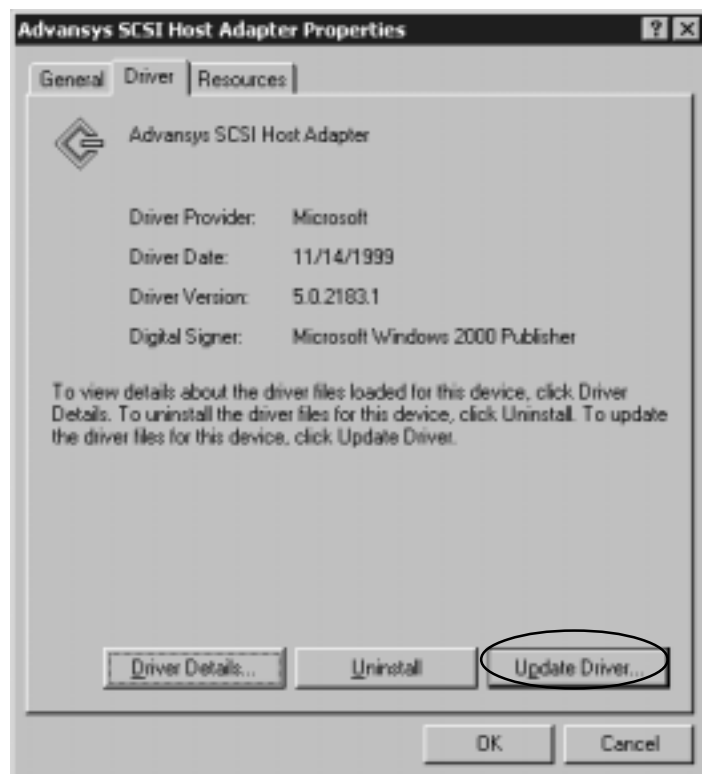 Advansys SCSI Host Adapter Properties
? X
General Driver Resources
Advansys SCSI Host Adapter
Driver Provider: Microsoft
Driver Date: 11/14/1999
Driver Version: 5.0.2183.1
Digital Signer: Microsoft Windows 2000 Publisher
To view details about the driver files loaded for this device, click Driver
Details. To uninstall the driver files for this device, click Uninstall. To update
the driver files for this device, click Update Driver.
Driver Details... Uninstall Update Driver...
OK Cancel